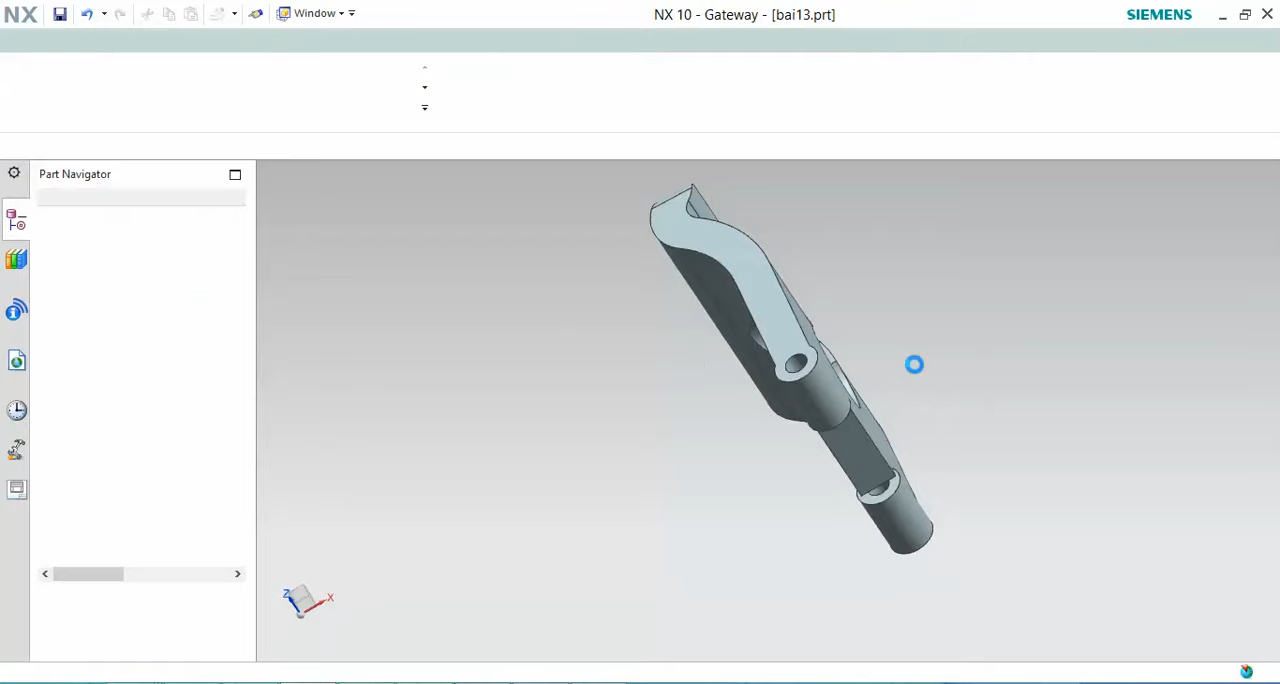 NX
Window
NX 10 - Gateway - [bai13.prt]
SIEMENS
Part Navigator
Z
X